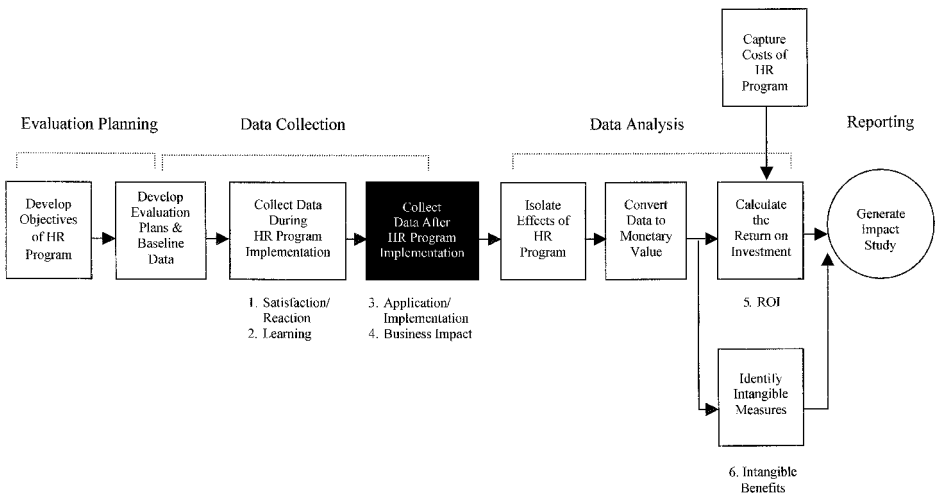 Capture
Costs of
HR
Program
Evaluation Planning
Data Collection
Data Analysis
Reporting
Develop
Objectives
of HR
Program
Develop
Evaluation
Plans &
Baseline
Data
Collect Data
During
HR Program
Implementation
Collect
Data After
HR Program
Implementation
Isolate
Effects of
HR
Program
Convert
Data to
Monetary
Value
Calculate
the
Return on
Investment
Generate
Impact
Study
1. Satisfaction/
Reaction
2. Learning
3. Application/
Implementation
4. Business Impact
5. ROI
Identify
Intangible
Measures
6. Intangible
Benefits